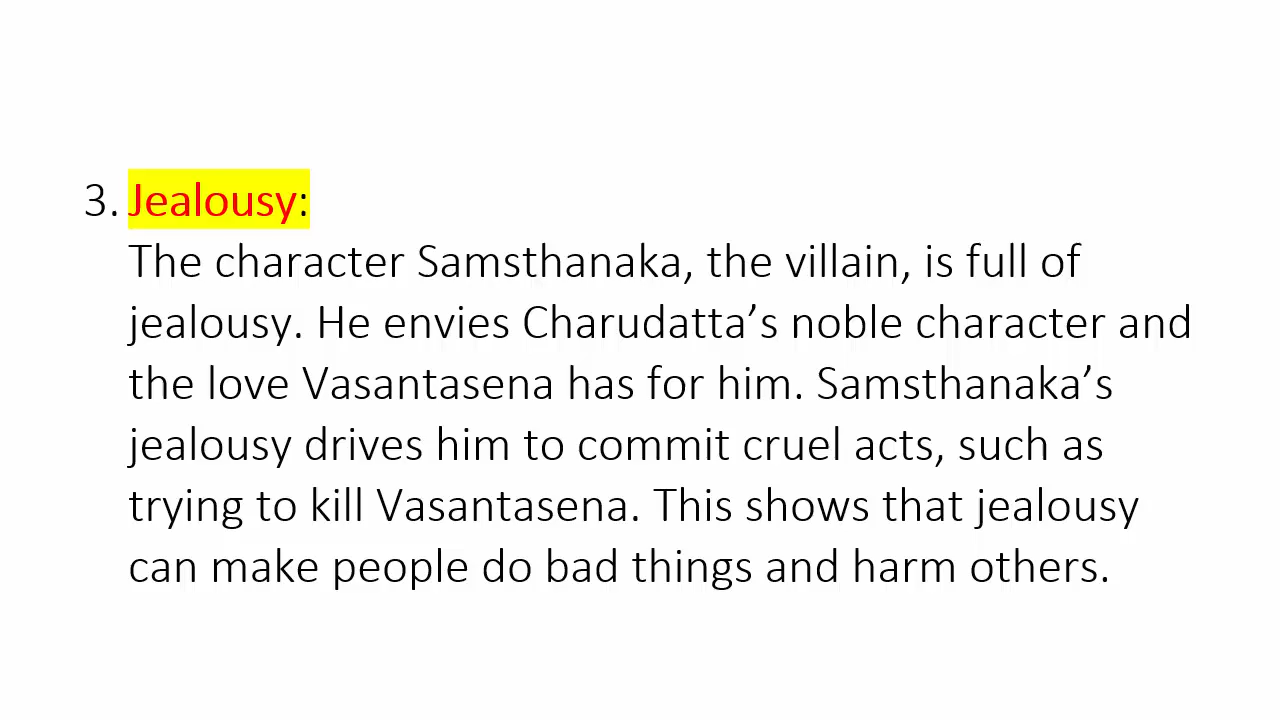 3. Jealousy:
The character Samsthanaka, the villain, is full of
jealousy. He envies Charudatta’s noble character and
the love Vasantasena has for him. Samsthanaka’s
jealousy drives him to commit cruel acts, such as
trying to kill Vasantasena. This shows that jealousy
can make people do bad things and harm others.